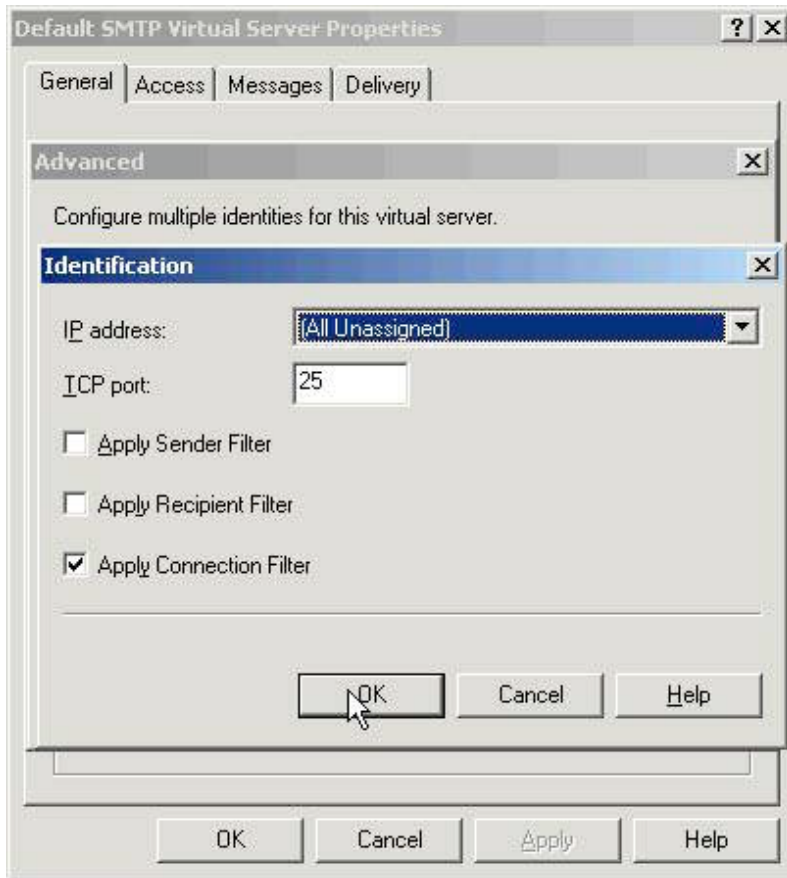 Default SMTP Virtual Server Properties
General Access Messages Delivery
Advanced
Configure multiple identities for this virtual server.
Identification
IP address: (All Unassigned)
TCP port: 25
Apply Sender Filter
Apply Recipient Filter
Apply Connection Filter
OK Cancel Help
OK Cancel Apply Help